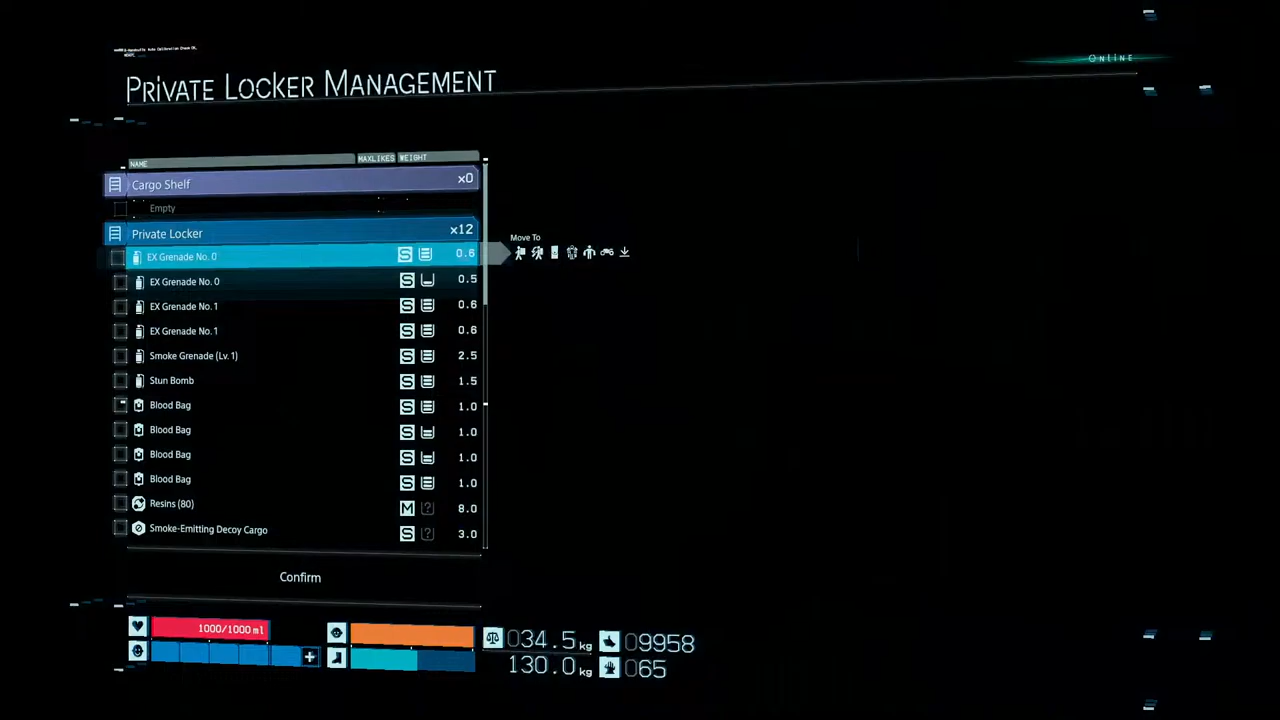 Online
Private Locker Management
NAME MAXLIKES WEIGHT
Cargo Shelf x0
Empty
Private Locker x12
Move To
EX Grenade No. 0 S 0.6
EX Grenade No. 0 S 0.5
EX Grenade No. 1 S 0.6
EX Grenade No. 1 S 0.6
Smoke Grenade (Lv. 1) S 2.5
Stun Bomb S 1.5
Blood Bag S 1.0
Blood Bag S 1.0
Blood Bag S 1.0
Blood Bag S 1.0
Resins (80) M ? 8.0
Smoke-Emitting Decoy Cargo S ? 3.0
Confirm
1000/1000 ml
034.5 kg 09958
130.0 kg 065